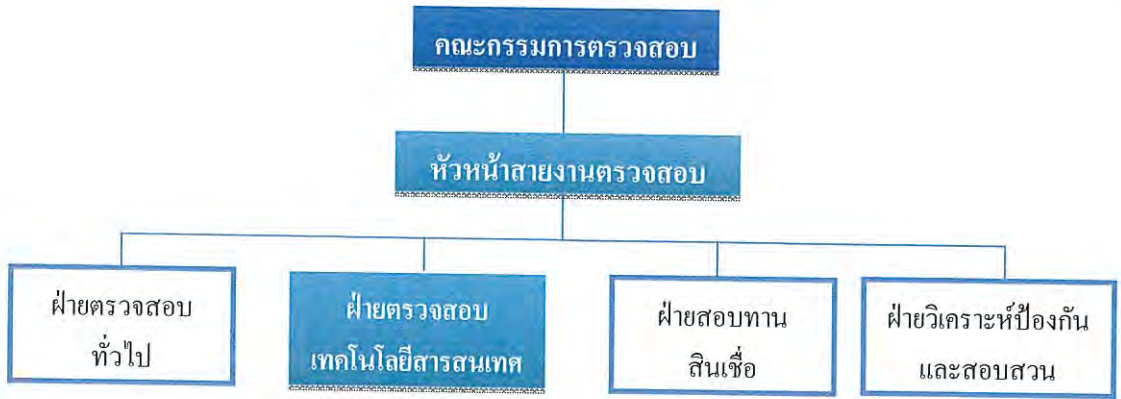 คณะกรรมการตรวจสอบ
หัวหน้าสายงานตรวจสอบ
ฝ่ายตรวจสอบ
ทั่วไป
ฝ่ายตรวจสอบ
เทคโนโลยีสารสนเทศ
ฝ่ายสอบทาน
สินเชื่อ
ฝ่ายวิเคราะห์ป้องกัน
และสอบสวน